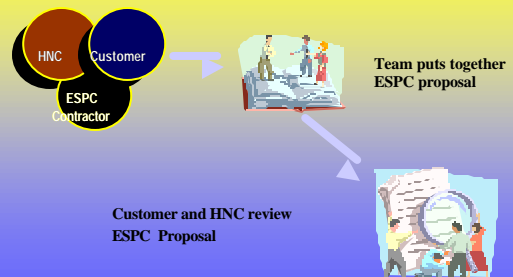 HNC
Customer
ESPC
Contractor
Team puts together
ESPC proposal
Customer and HNC review
ESPC Proposal